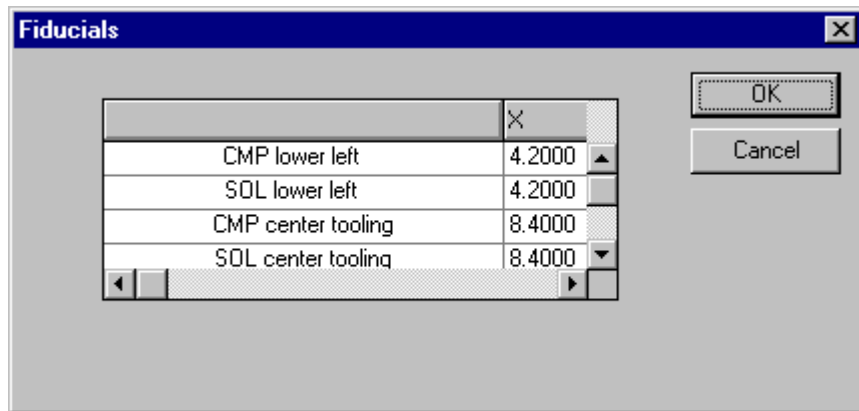 Fiducials
X
CMP lower left 4.2000
SOL lower left 4.2000
CMP center tooling 8.4000
SOL center tooling 8.4000
OK
Cancel